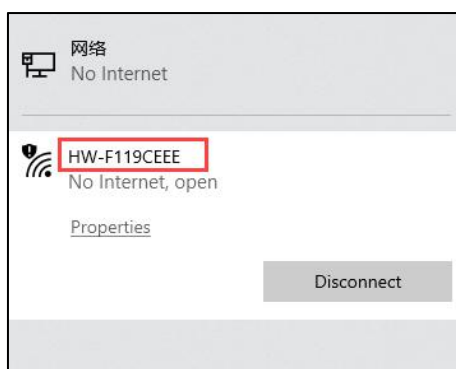 网络
No Internet
HW-F119CEEE
No Internet, open
Properties
Disconnect